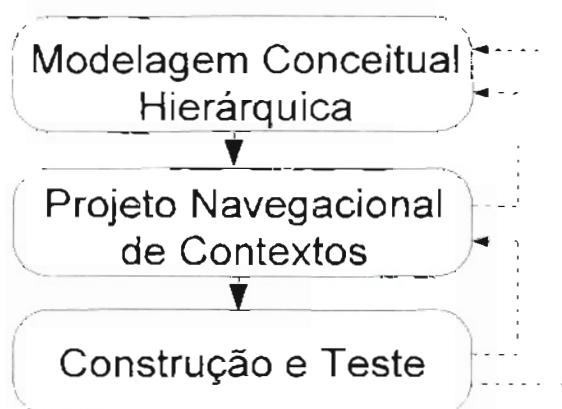 Modelagem Conceitual
Hierárquica
Projeto Navegacional
de Contextos
Construção e Teste